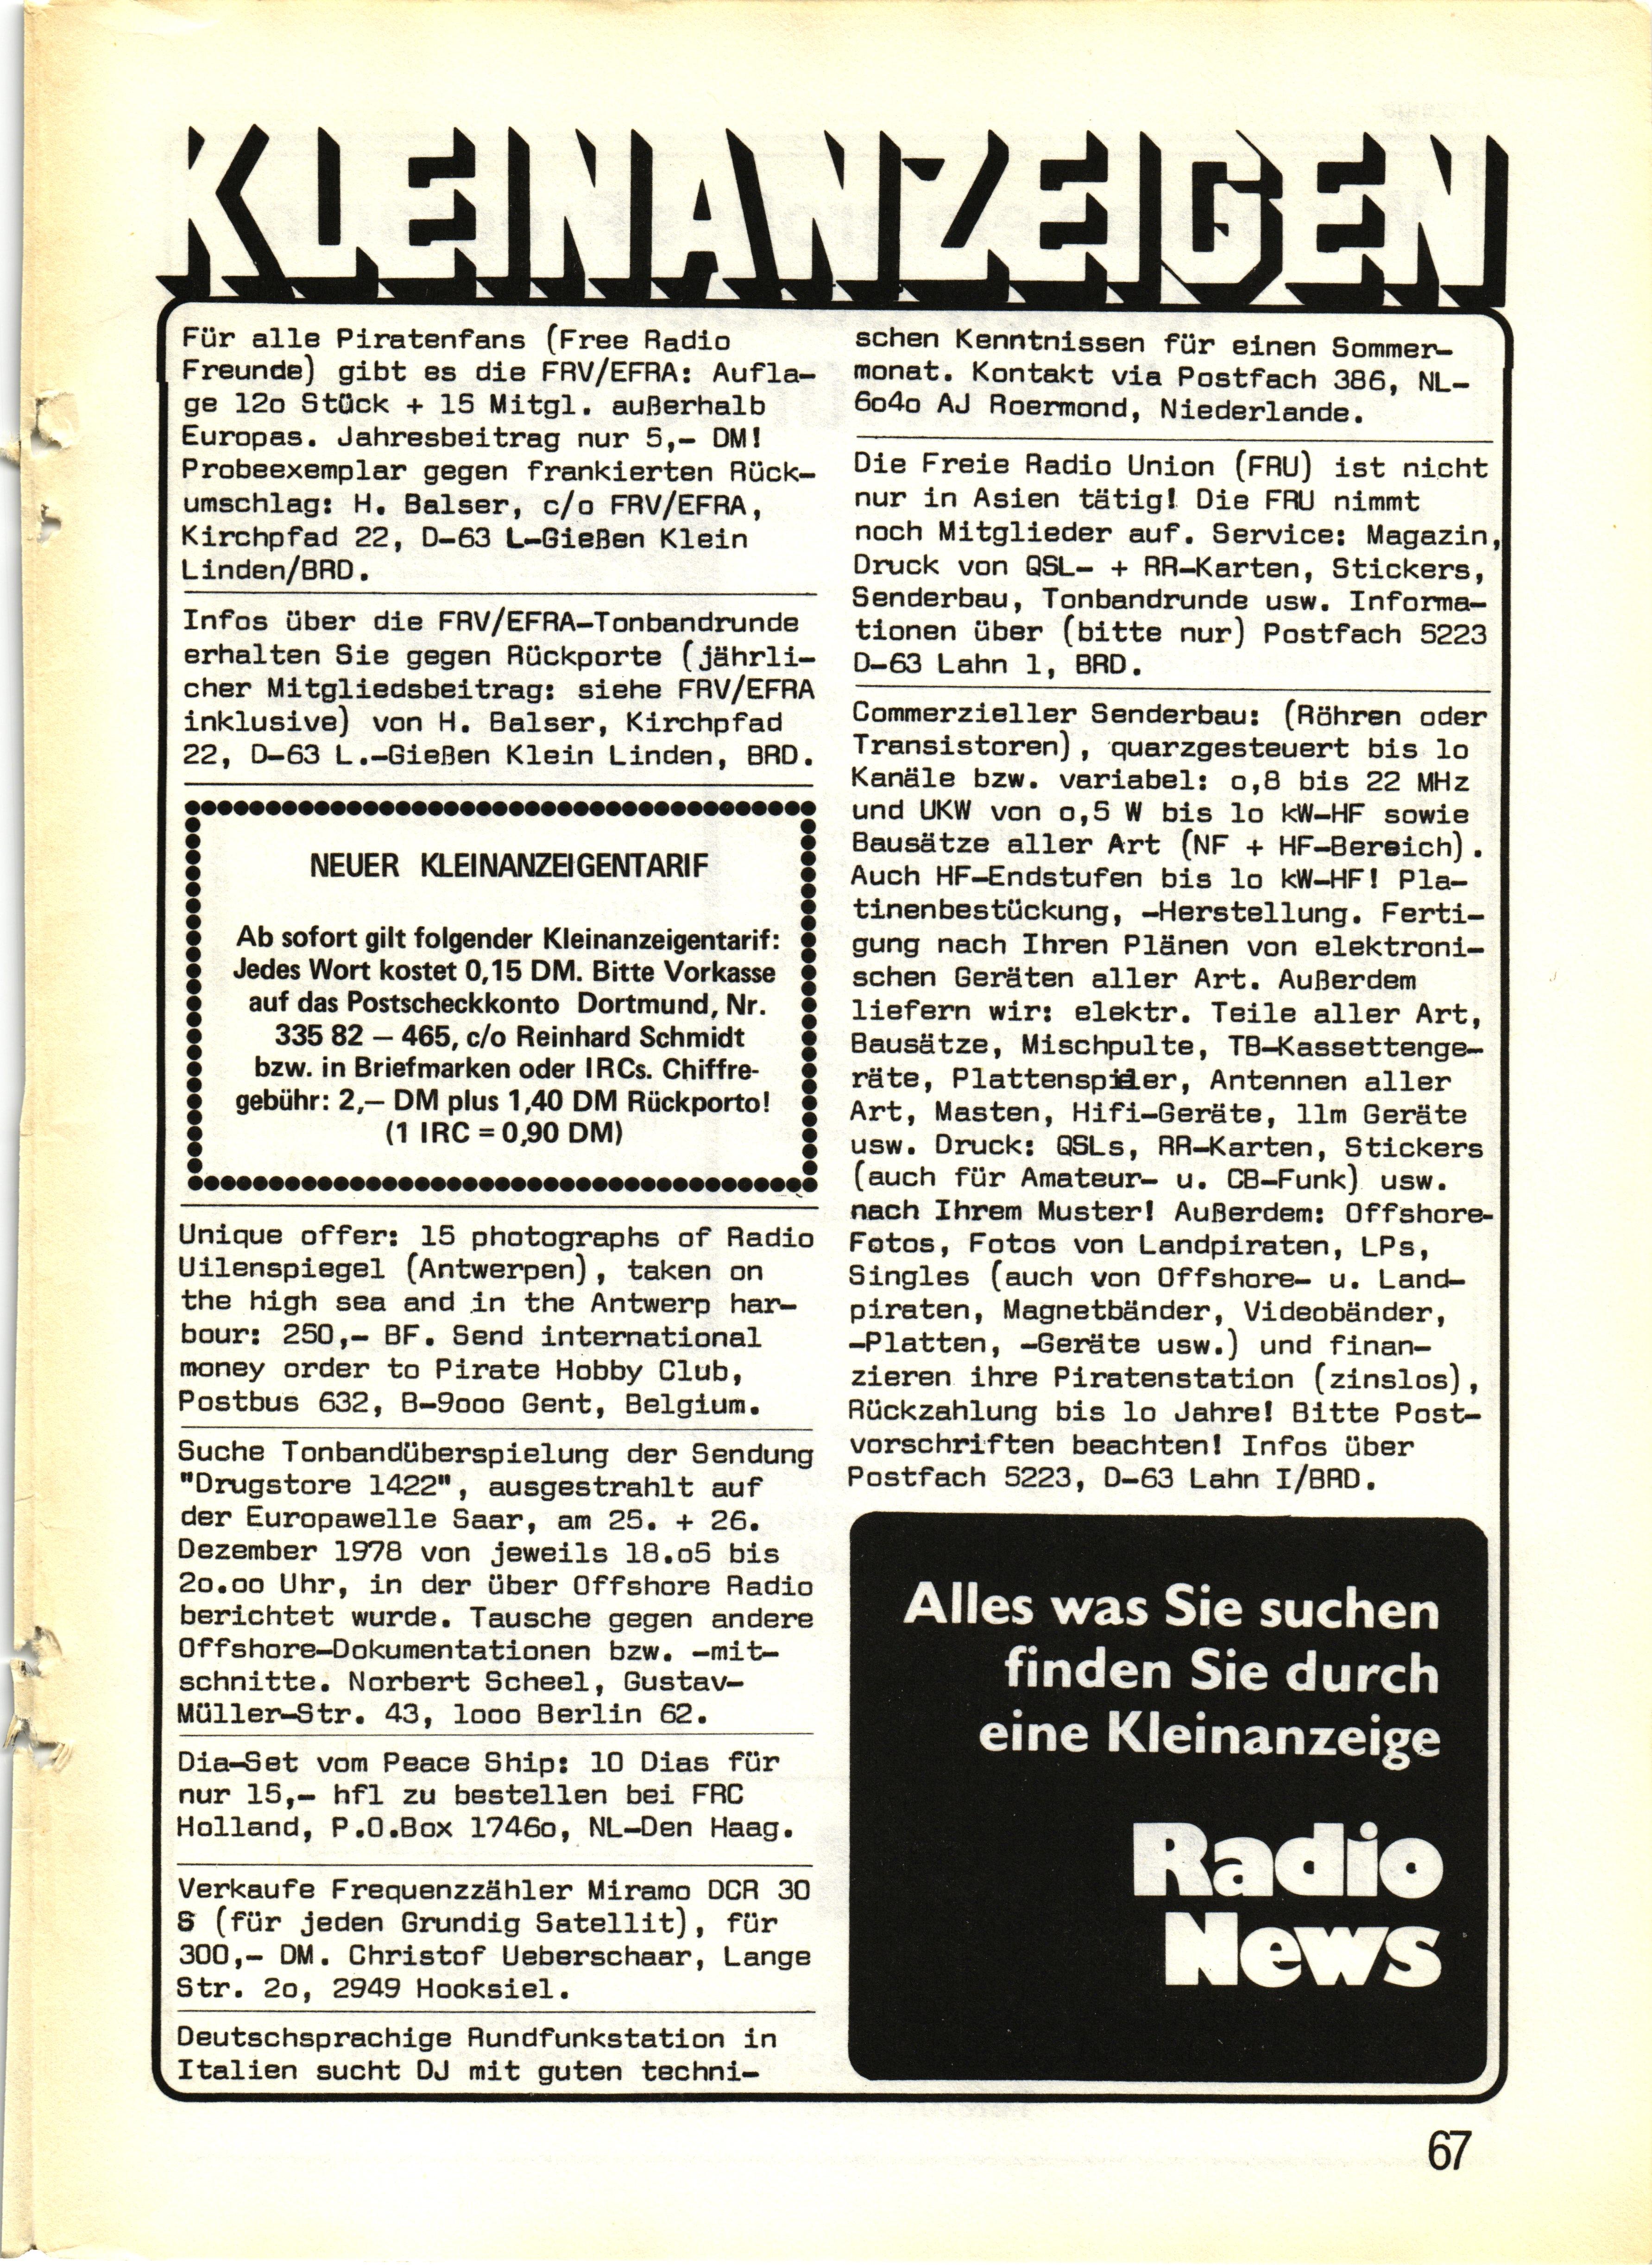 KLEINANZEIGEN
Für alle Piratenfans (Free Radio
Freunde) gibt es die FRV/EFRA: Aufla-
ge 12o Stück + 15 Mitgl. außerhalb
Europas. Jahresbeitrag nur 5,- DM!
Probeexemplar gegen frankierten Rück-
umschlag: H. Balser, c/o FRV/EFRA,
Kirchpfad 22, D-63 L-Gießen Klein
Linden/BRD.
Infos über die FRV/EFRA-Tonbandrunde
erhalten Sie gegen Rückporte (jährli-
cher Mitgliedsbeitrag: siehe FRV/EFRA
inklusive) von H. Balser, Kirchpfad
22, D-63 L.-Gießen Klein Linden, BRD.
NEUER KLEINANZEIGENTARIF
Ab sofort gilt folgender Kleinanzeigentarif:
Jedes Wort kostet 0,15 DM. Bitte Vorkasse
auf das Postscheckkonto Dortmund, Nr.
335 82 – 465, c/o Reinhard Schmidt
bzw. in Briefmarken oder IRCs. Chiffre-
gebühr: 2,– DM plus 1,40 DM Rückporto!
(1 IRC = 0,90 DM)
Unique offer: 15 photographs of Radio
Uilenspiegel (Antwerpen), taken on
the high sea and in the Antwerp har-
bour: 250,- BF. Send international
money order to Pirate Hobby Club,
Postbus 632, B-9ooo Gent, Belgium.
Suche Tonbandüberspielung der Sendung
"Drugstore 1422", ausgestrahlt auf
der Europawelle Saar, am 25. + 26.
Dezember 1978 von jeweils 18.o5 bis
2o.oo Uhr, in der über Offshore Radio
berichtet wurde. Tausche gegen andere
Offshore-Dokumentationen bzw. -mit-
schnitte. Norbert Scheel, Gustav-
Müller-Str. 43, looo Berlin 62.
Dia-Set vom Peace Ship: 10 Dias für
nur 15,- hfl zu bestellen bei FRC
Holland, P.O.Box 1746o, NL-Den Haag.
Verkaufe Frequenzzähler Miramo DCR 30
S (für jeden Grundig Satellit), für
300,- DM. Christof Ueberschaar, Lange
Str. 2o, 2949 Hooksiel.
Deutschsprachige Rundfunkstation in
Italien sucht DJ mit guten techni-
schen Kenntnissen für einen Sommer-
monat. Kontakt via Postfach 386, NL-
6o4o AJ Roermond, Niederlande.
Die Freie Radio Union (FRU) ist nicht
nur in Asien tätig! Die FRU nimmt
noch Mitglieder auf. Service: Magazin,
Druck von QSL- + RR-Karten, Stickers,
Senderbau, Tonbandrunde usw. Informa-
tionen über (bitte nur) Postfach 5223
D-63 Lahn 1, BRD.
Commerzieller Senderbau: (Röhren oder
Transistoren), quarzgesteuert bis lo
Kanäle bzw. variabel: o,8 bis 22 MHz
und UKW von o,5 W bis lo kW-HF sowie
Bausätze aller Art (NF + HF-Bereich).
Auch HF-Endstufen bis lo kW-HF! Pla-
tinenbestückung, -Herstellung. Ferti-
gung nach Ihren Plänen von elektroni-
schen Geräten aller Art. Außerdem
liefern wir: elektr. Teile aller Art,
Bausätze, Mischpulte, TB-Kassettenge-
räte, Plattenspieler, Antennen aller
Art, Masten, Hifi-Geräte, llm Geräte
usw. Druck: QSLs, RR-Karten, Stickers
(auch für Amateur- u. CB-Funk) usw.
nach Ihrem Muster! Außerdem: Offshore-
Fotos, Fotos von Landpiraten, LPs,
Singles (auch von Offshore- u. Land-
piraten, Magnetbänder, Videobänder,
-Platten, -Geräte usw.) und finan-
zieren ihre Piratenstation (zinslos),
Rückzahlung bis lo Jahre! Bitte Post-
vorschriften beachten! Infos über
Postfach 5223, D-63 Lahn I/BRD.
Alles was Sie suchen
finden Sie durch
eine Kleinanzeige
Radio
News
67